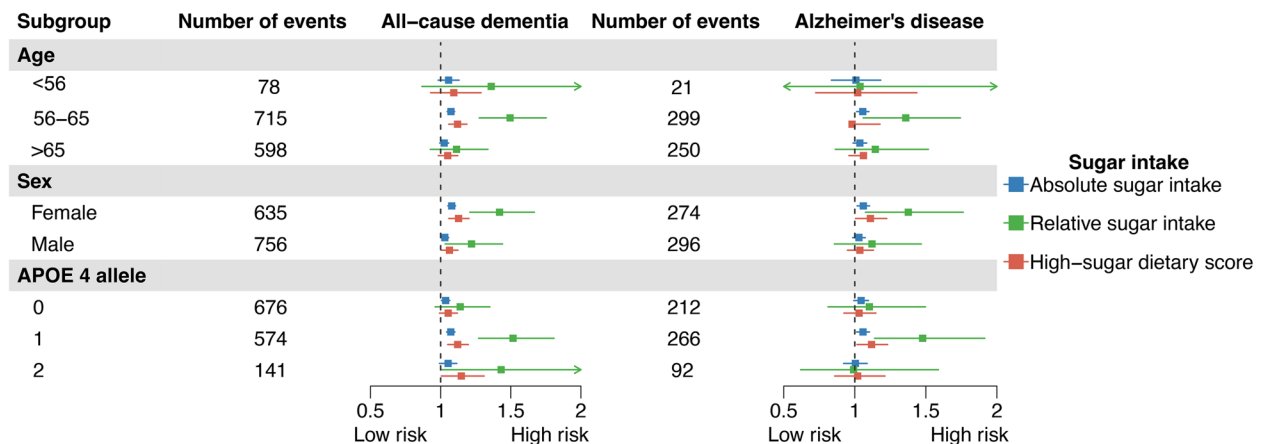 Subgroup Number of events All−cause dementia Number of events Alzheimer's disease
Age
<56 78 21
56−65 715 299
>65 598 250
Sugar intake
Sex
Absolute sugar intake
Female 635 274
Relative sugar intake
Male 756 296
High−sugar dietary score
APOE 4 allele
0 676 212
1 574 266
2 141 92
0.5 1 1.5 2 0.5 1 1.5 2
Low risk High risk Low risk High risk